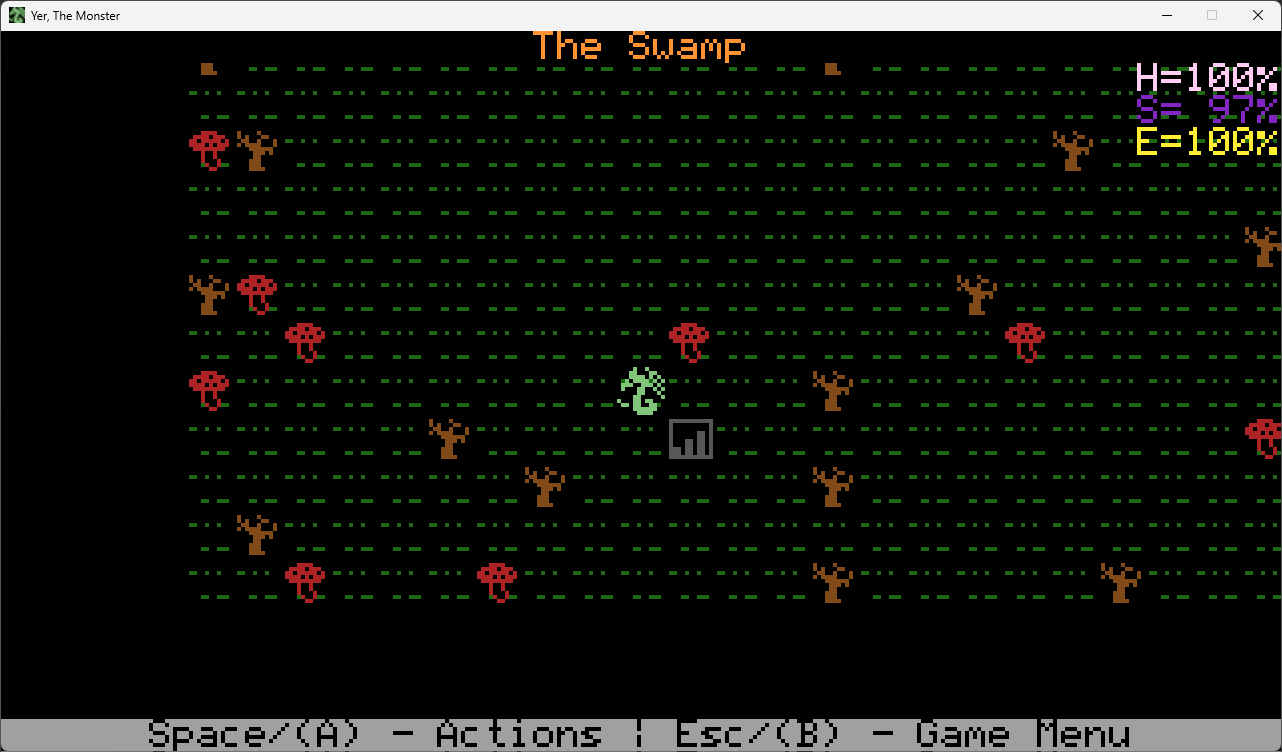 Yer, The Monster
The Swamp
H=100%
S= 97%
E=100%
Space/(A) - Actions | Esc/(B) - Game Menu